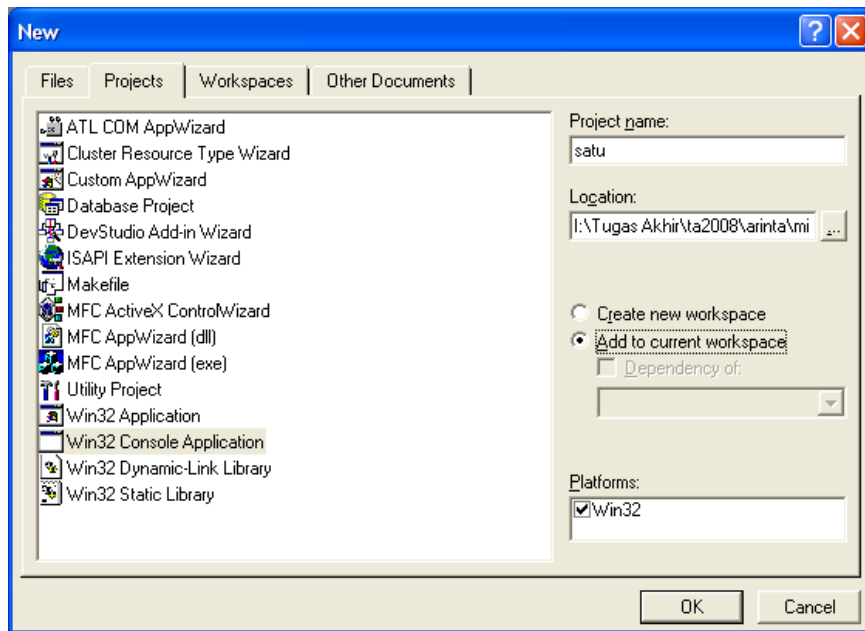 New
Files Projects Workspaces Other Documents
ATL COM AppWizard
Cluster Resource Type Wizard
Custom AppWizard
Database Project
DevStudio Add-in Wizard
ISAPI Extension Wizard
Makefile
MFC ActiveX ControlWizard
MFC AppWizard (dll)
MFC AppWizard (exe)
Utility Project
Win32 Application
Win32 Console Application
Win32 Dynamic-Link Library
Win32 Static Library
Project name:
satu
Location:
I:\Tugas Akhir\ta2008\arinta\mi ...
Create new workspace
Add to current workspace
Dependency of:
Platforms:
Win32
OK Cancel